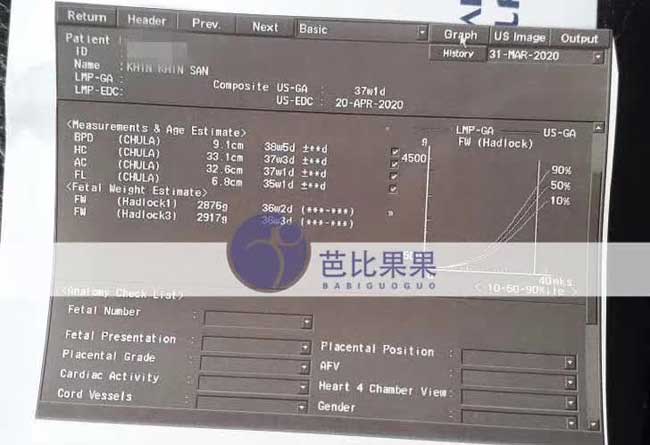 Return Header Prev. Next Basic Graph US Image Output
History 31-MAR-2020
Patient :
ID
Name : KHIN KHIN SAN
LMP-GA : Composite US-GA : 37w1d
LMP-EDC: US-EDC : 20-APR-2020
<Measurements & Age Estimate>
BPD (CHULA) 9.1cm 38w5d ±**d
HC (CHULA) 33.1cm 37w3d ±**d
AC (CHULA) 32.6cm 37w1d ±**d
FL (CHULA) 6.8cm 35w1d ±**d
<Fetal Weight Estimate>
FW (Hadlock1) 2876g 36w2d (***-***)
FW (Hadlock3) 2917g 36w3d (***-***)
LMP-GA US-GA
g FW (Hadlock)
4500
90%
50%
10%
40wks
< 10-50-90%ile >
芭比果果
BABIGUOGUO
<Anatomy Check List>
Fetal Number :
Fetal Presentation :
Placental Grade :
Cardiac Activity :
Cord Vessels :
Placental Position :
AFV :
Heart 4 Chamber View:
Gender :